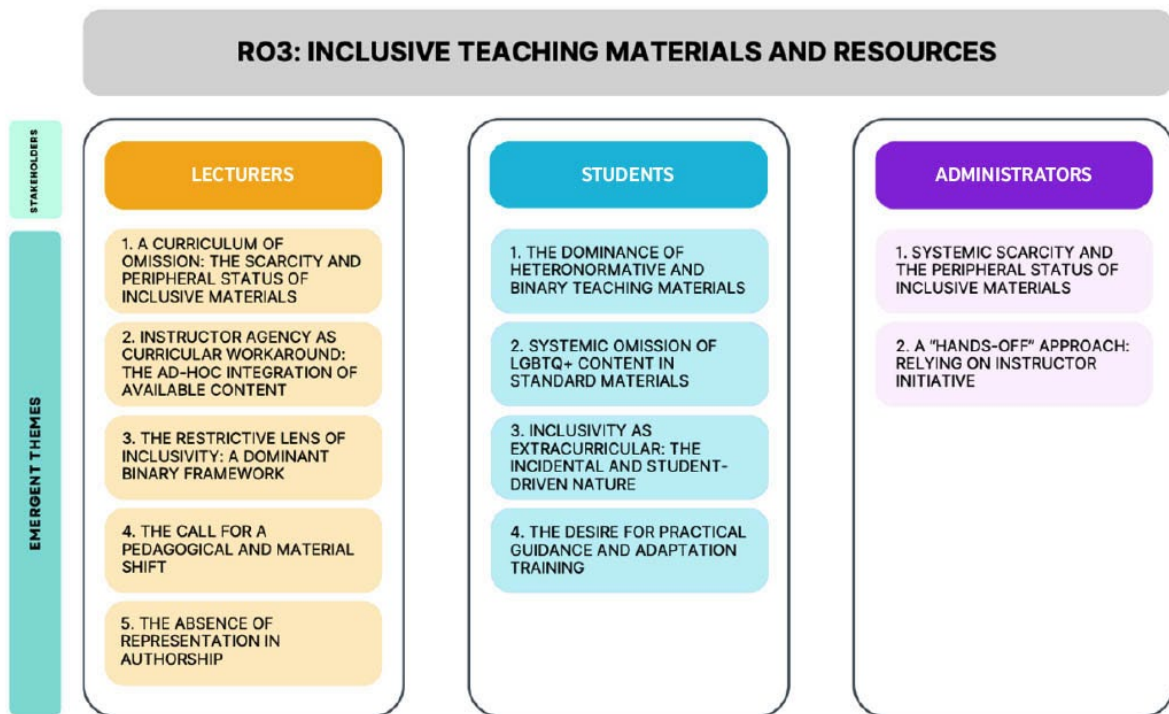 RO3: INCLUSIVE TEACHING MATERIALS AND RESOURCES
STAKEHOLDERS
LECTURERS
STUDENTS
ADMINISTRATORS
EMERGENT THEMES
1. A CURRICULUM OF
OMISSION: THE SCARCITY AND
PERIPHERAL STATUS OF
INCLUSIVE MATERIALS
2. INSTRUCTOR AGENCY AS
CURRICULAR WORKAROUND:
THE AD-HOC INTEGRATION OF
AVAILABLE CONTENT
3. THE RESTRICTIVE LENS OF
INCLUSIVITY: A DOMINANT
BINARY FRAMEWORK
4. THE CALL FOR A
PEDAGOGICAL AND MATERIAL
SHIFT
5. THE ABSENCE OF
REPRESENTATION IN
AUTHORSHIP
1. THE DOMINANCE OF
HETERONORMATIVE AND
BINARY TEACHING MATERIALS
2. SYSTEMIC OMISSION OF
LGBTQ+ CONTENT IN
STANDARD MATERIALS
3. INCLUSIVITY AS
EXTRACURRICULAR: THE
INCIDENTAL AND STUDENT-
DRIVEN NATURE
4. THE DESIRE FOR PRACTICAL
GUIDANCE AND ADAPTATION
TRAINING
1. SYSTEMIC SCARCITY AND
THE PERIPHERAL STATUS OF
INCLUSIVE MATERIALS
2. A “HANDS-OFF” APPROACH:
RELYING ON INSTRUCTOR
INITIATIVE